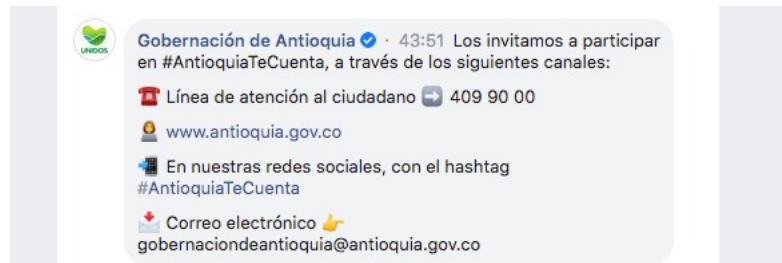 UNIDOS
Gobernación de Antioquia · 43:51 Los invitamos a participar
en #AntioquiaTeCuenta, a través de los siguientes canales:
☎️ Línea de atención al ciudadano ➡️ 409 90 00
👩‍💻 www.antioquia.gov.co
📲 En nuestras redes sociales, con el hashtag
#AntioquiaTeCuenta
📩 Correo electrónico 👉
gobernaciondeantioquia@antioquia.gov.co